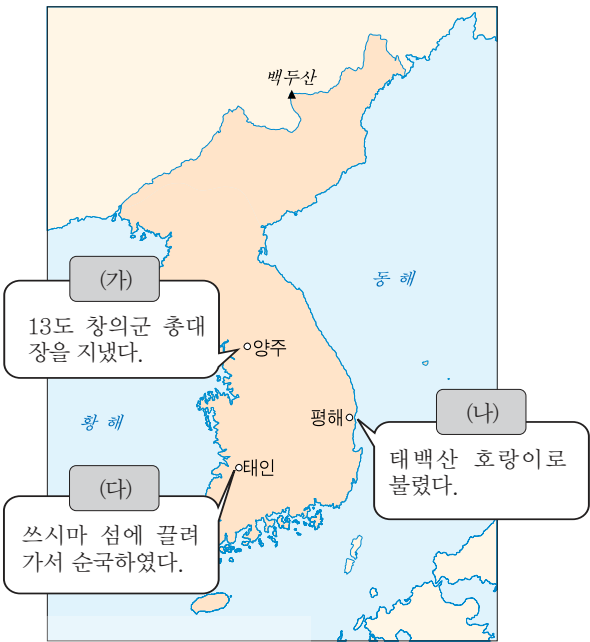 백두산
동 해
(가)
13도 창의군 총대
장을 지냈다.
양주
황 해
평해
(나)
태백산 호랑이로
불렸다.
태인
(다)
쓰시마 섬에 끌려
가서 순국하였다.